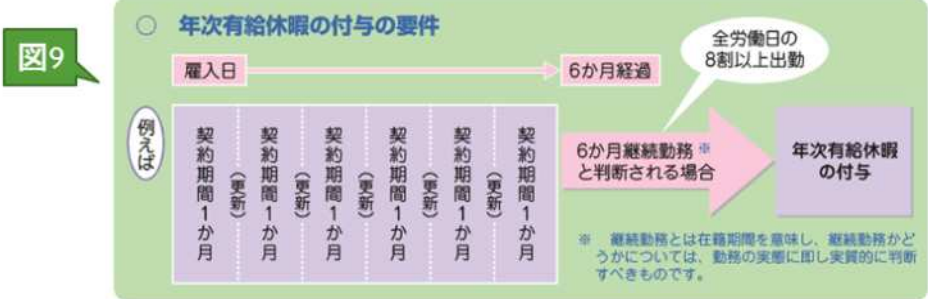 図9
○ 年次有給休暇の付与の要件
全労働日の
8割以上出勤
雇入日
6か月経過
例えば
契約期間1か月
（更新）
契約期間1か月
（更新）
契約期間1か月
（更新）
契約期間1か月
（更新）
契約期間1か月
（更新）
契約期間1か月
6か月継続勤務※
と判断される場合
年次有給休暇
の付与
※ 継続勤務とは在籍期間を意味し、継続勤務かど
うかについては、勤務の実態に即し実質的に判断
すべきものです。